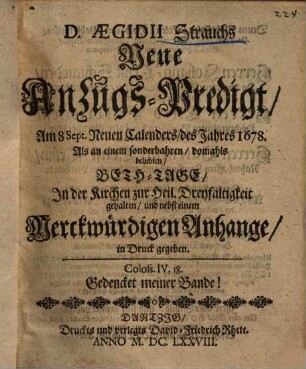 228
D. ÆGIDII Strauchs
Neue
Anzugs-Predigt/
Am 8 Sept. Neuen Calenders/des Jahres 1678.
Als an einem sonderbahren/ domahls
beliebten/
BETH-TAGE/
In der Kirchen zur Heil. Dreyfaltigkeit
gehalten/ und nebst einem
Merckwürdigen Anhange/
in Druck gegeben.
Coloss. IV, 18.
Gedencket meiner Bande!
DANTZIG/
Druckts und verlegts David-Friedrich Rhete.
ANNO M. DC. LXXVIII.